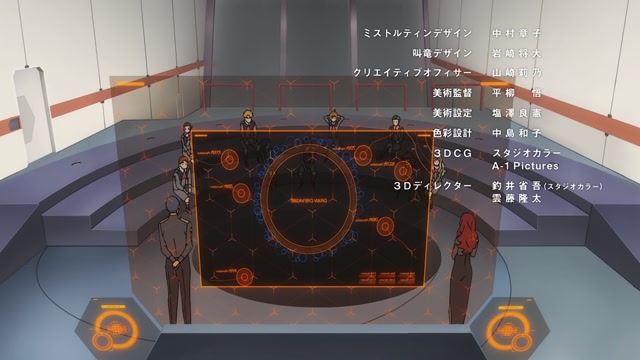 ミストルティンデザイン 中村章子
叫竜デザイン 岩崎将大
クリエイティブオフィサー 山崎莉乃
美術監督 平柳 悟
美術設定 塩澤良憲
色彩設計 中島和子
3DCG スタジオカラー
A-1 Pictures
3Dディレクター 釣井省吾(スタジオカラー)
雲藤隆太